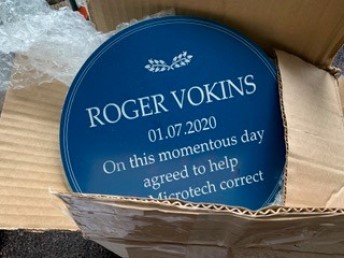 ROGER VOKINS
01.07.2020
On this momentous day
agreed to help
Microtech correct